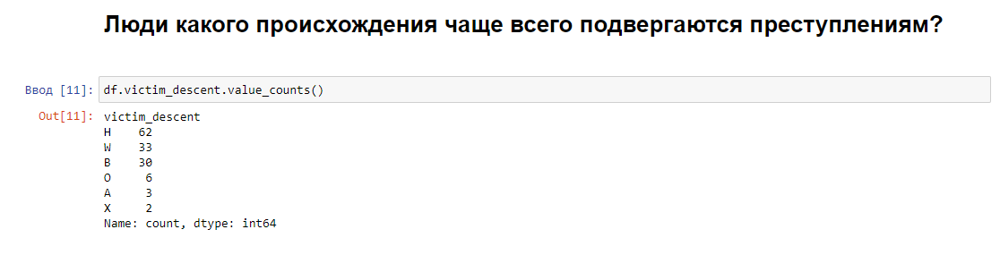 Люди какого происхождения чаще всего подвергаются преступлениям?
Ввод [11]: df.victim_descent.value_counts()
Out[11]: victim_descent
H    62
W    33
B    30
O     6
A     3
X     2
Name: count, dtype: int64